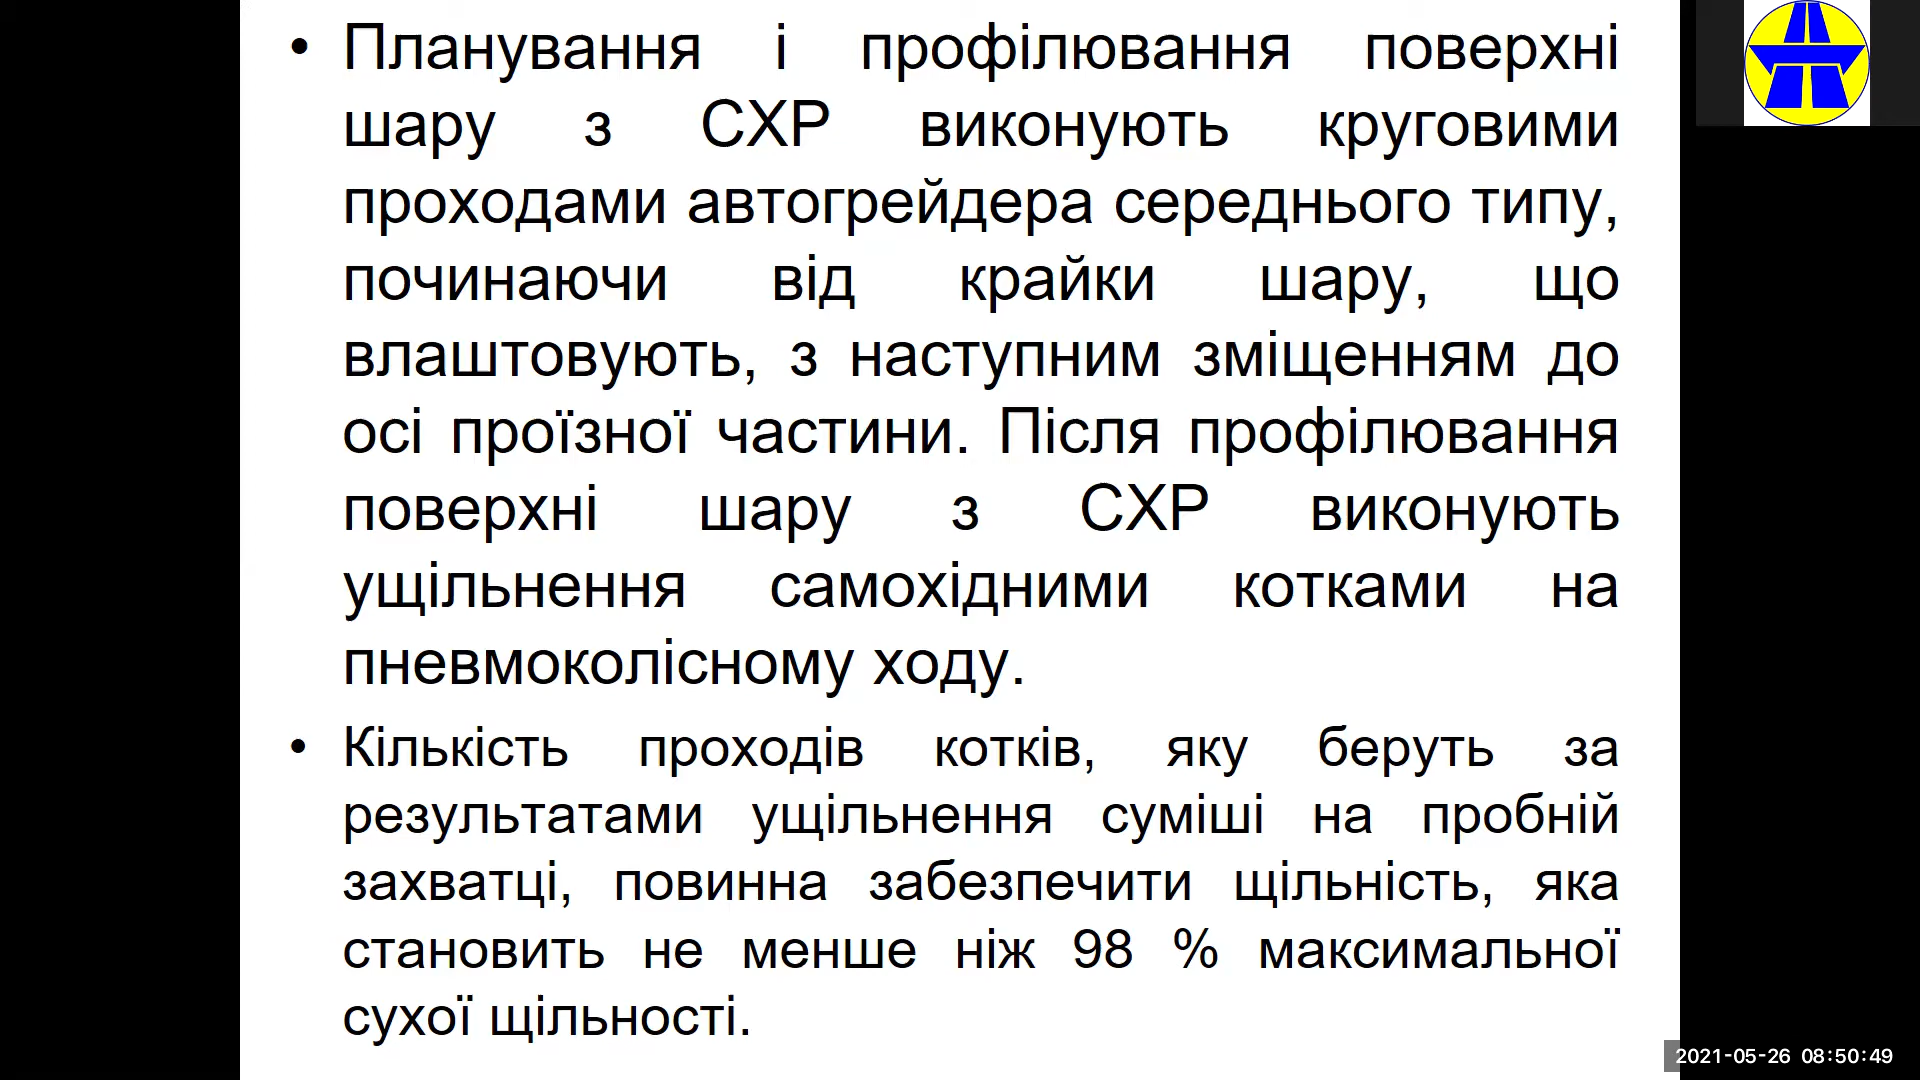 • Планування і профілювання поверхні
шару з СХР виконують круговими
проходами автогрейдера середнього типу,
починаючи від крайки шару, що
влаштовують, з наступним зміщенням до
осі проїзної частини. Після профілювання
поверхні шару з СХР виконують
ущільнення самохідними котками на
пневмоколісному ходу.
• Кількість проходів котків, яку беруть за
результатами ущільнення суміші на пробній
захватці, повинна забезпечити щільність, яка
становить не менше ніж 98 % максимальної
сухої щільності.
2021-05-26 08:50:49